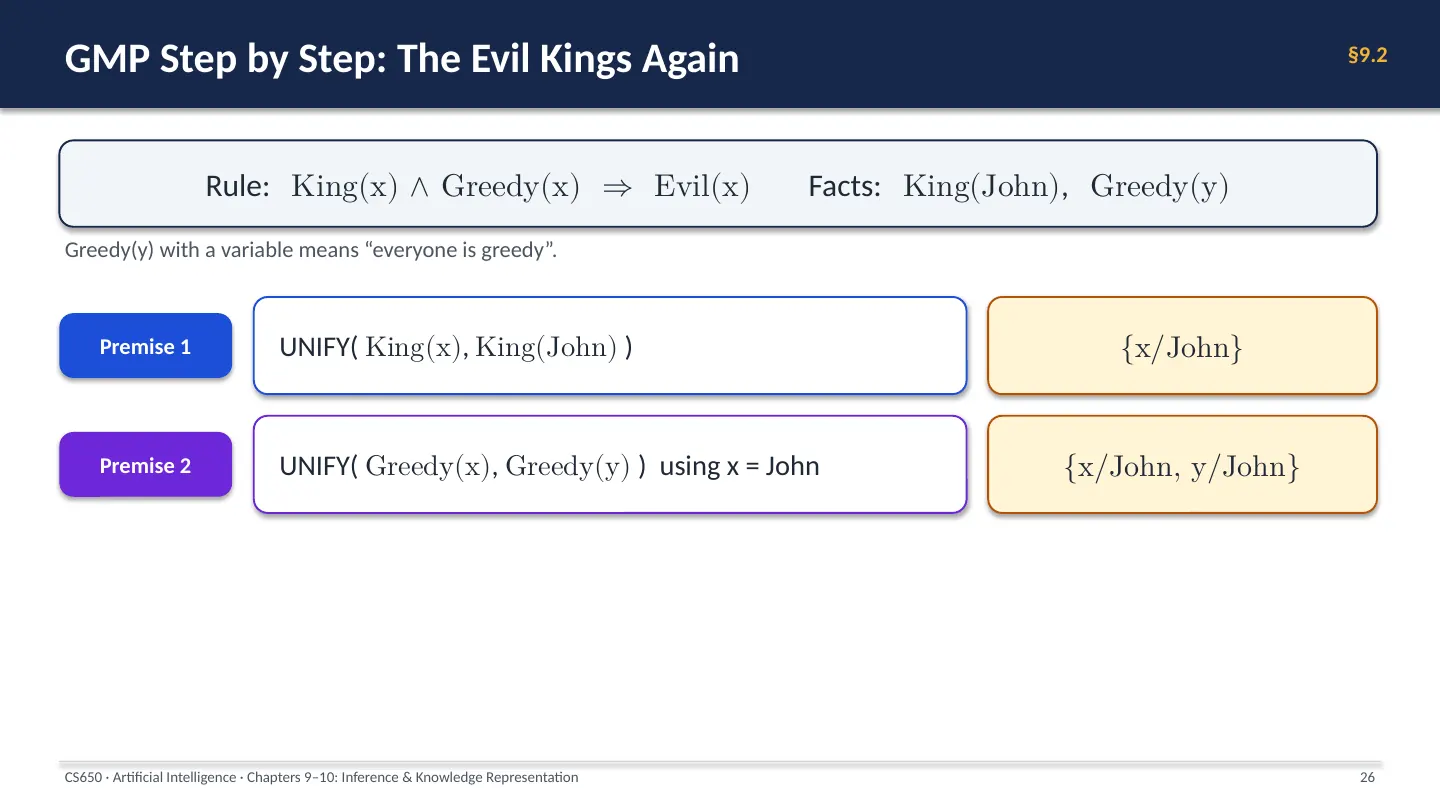 GMP Step by Step: The Evil Kings Again
§9.2
Rule: King(x) ∧ Greedy(x) ⇒ Evil(x) Facts: King(John), Greedy(y)
Greedy(y) with a variable means “everyone is greedy”.
Premise 1
UNIFY( King(x), King(John) )
{x/John}
Premise 2
UNIFY( Greedy(x), Greedy(y) ) using x = John
{x/John, y/John}
CS650 · Artificial Intelligence · Chapters 9–10: Inference & Knowledge Representation
26